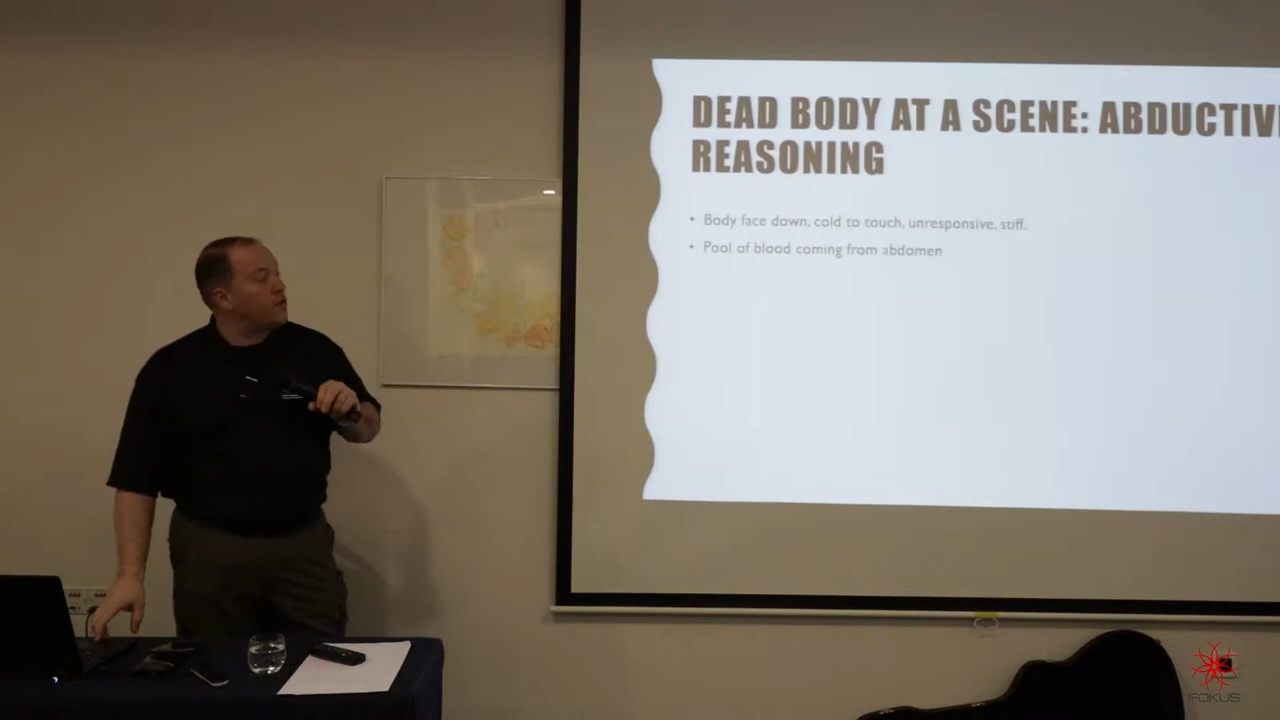 DEAD BODY AT A SCENE: ABDUCTIVE
REASONING
• Body face down, cold to touch, unresponsive, stiff.
• Pool of blood coming from abdomen
FOKUS